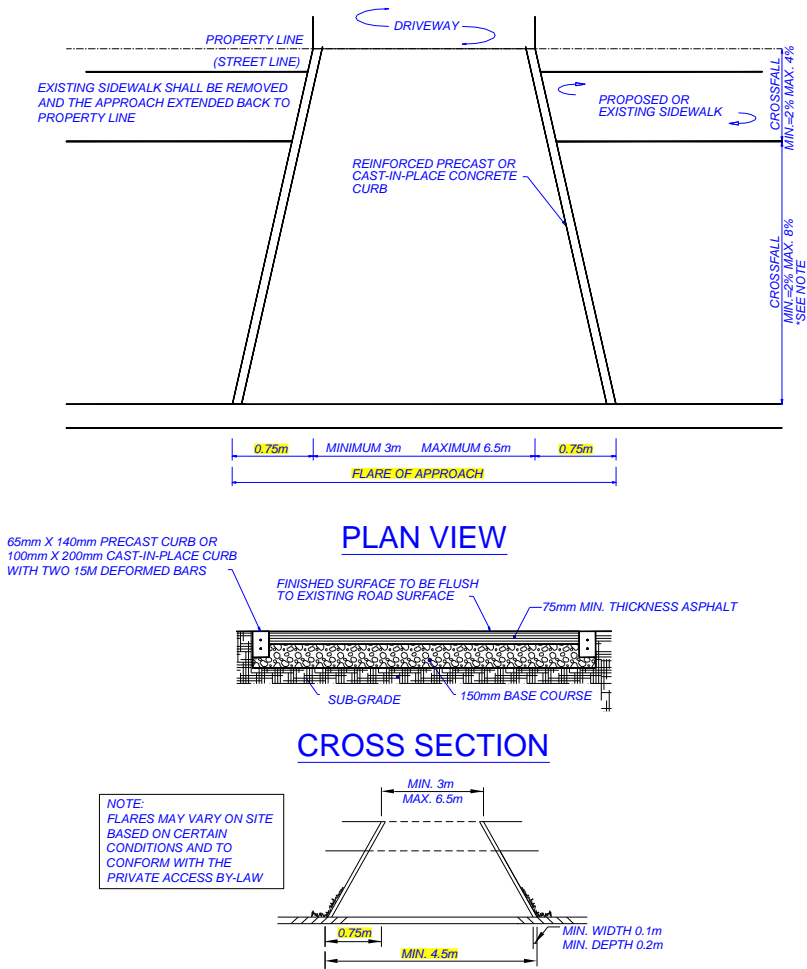 DRIVEWAY
PROPERTY LINE
(STREET LINE)
EXISTING SIDEWALK SHALL BE REMOVED
AND THE APPROACH EXTENDED BACK TO
PROPERTY LINE
PROPOSED OR
EXISTING SIDEWALK
CROSSFALL
MIN.=2% MAX. 4%
REINFORCED PRECAST OR
CAST-IN-PLACE CONCRETE
CURB
CROSSFALL
MIN.=2% MAX. 8%
*SEE NOTE
0.75m
MINIMUM 3m MAXIMUM 6.5m
0.75m
FLARE OF APPROACH
PLAN VIEW
65mm X 140mm PRECAST CURB OR
100mm X 200mm CAST-IN-PLACE CURB
WITH TWO 15M DEFORMED BARS
FINISHED SURFACE TO BE FLUSH
TO EXISTING ROAD SURFACE
75mm MIN. THICKNESS ASPHALT
SUB-GRADE
150mm BASE COURSE
CROSS SECTION
MIN. 3m
MAX. 6.5m
NOTE:
FLARES MAY VARY ON SITE
BASED ON CERTAIN
CONDITIONS AND TO
CONFORM WITH THE
PRIVATE ACCESS BY-LAW
0.75m
MIN. 4.5m
MIN. WIDTH 0.1m
MIN. DEPTH 0.2m